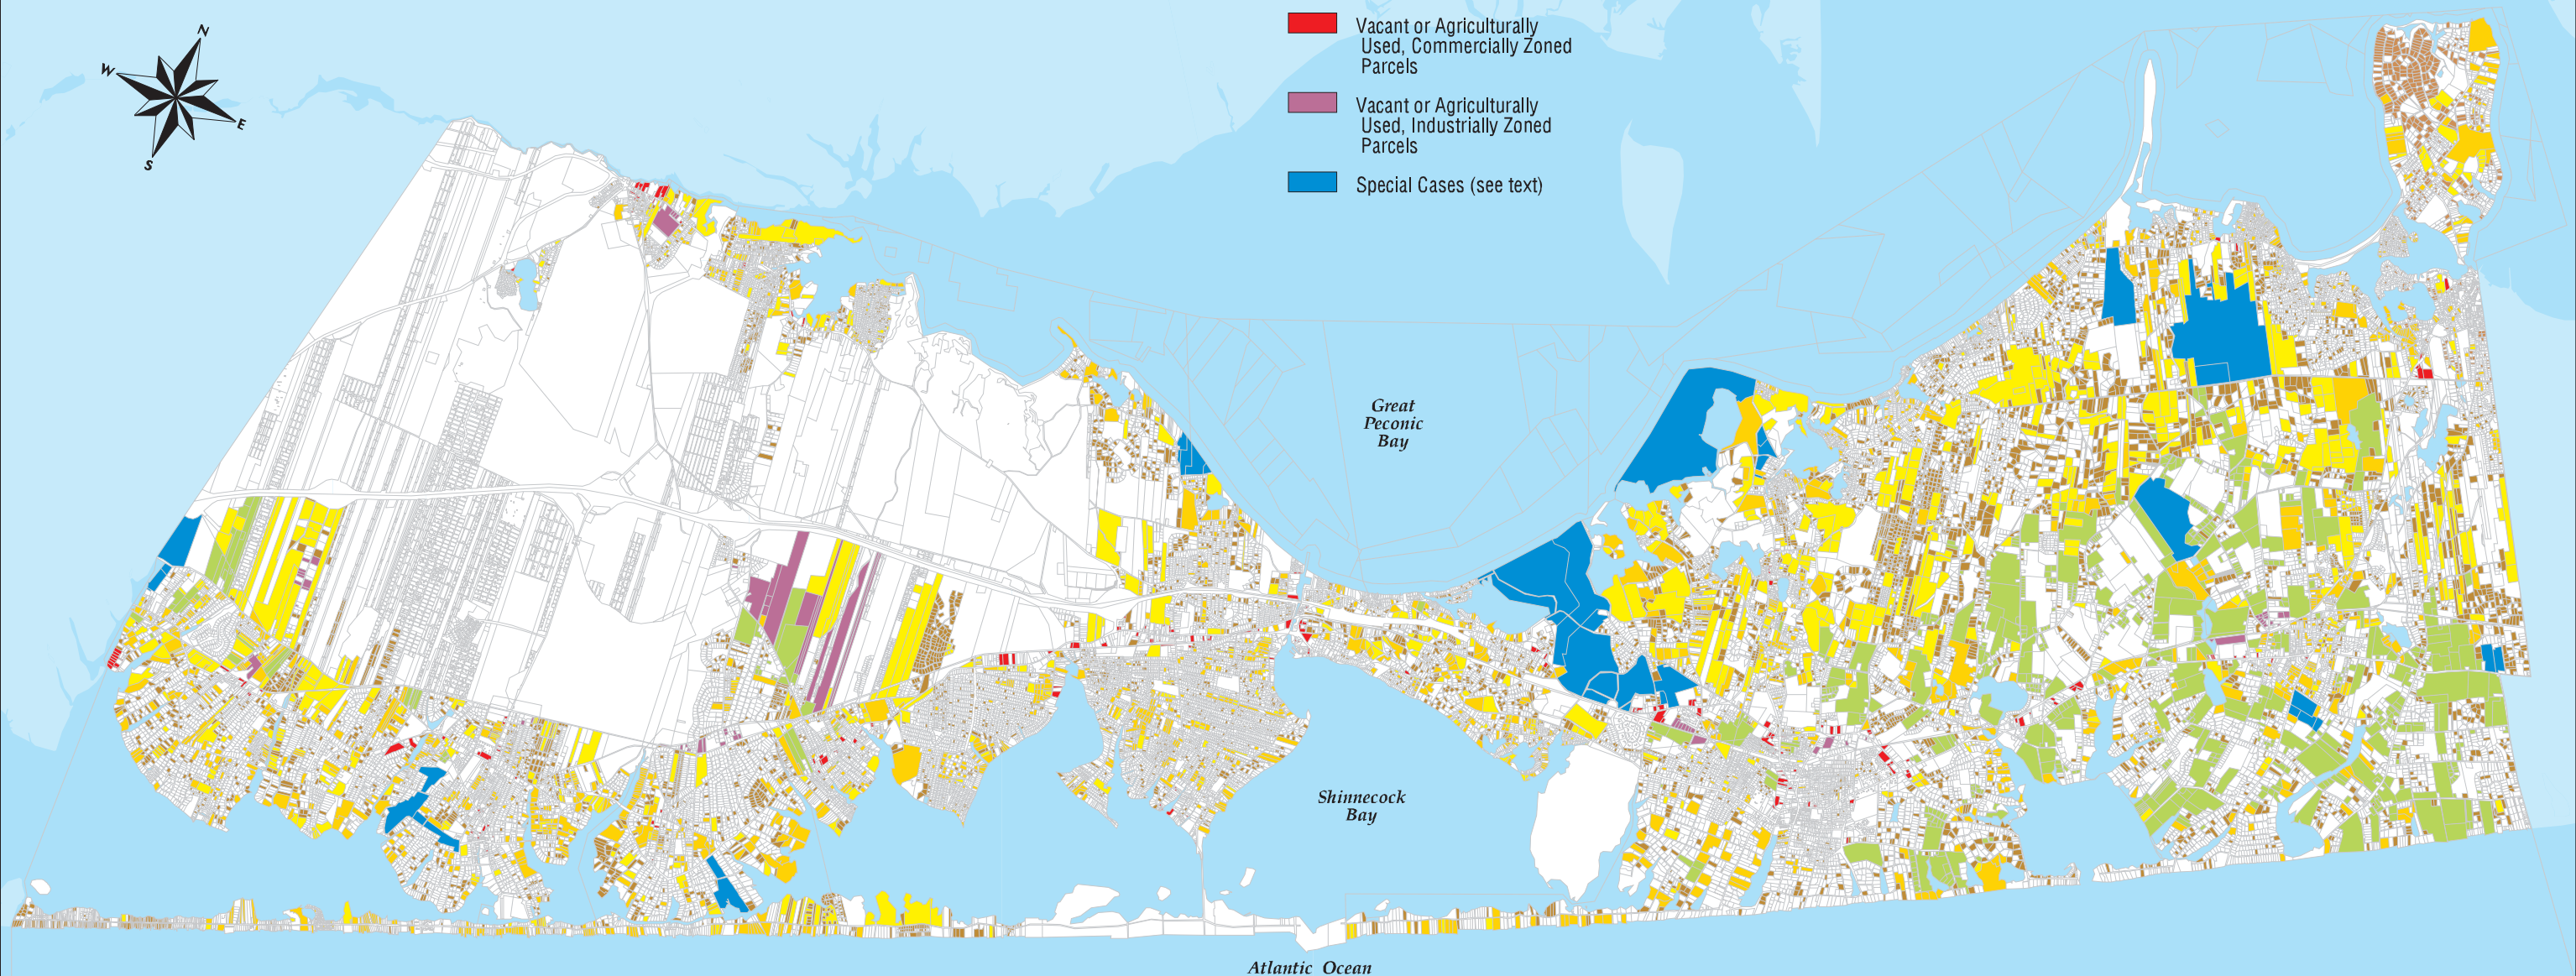 N
W
E
S
Vacant or Agriculturally
Used, Commercially Zoned
Parcels
Vacant or Agriculturally
Used, Industrially Zoned
Parcels
Special Cases (see text)
Great
Peconic
Bay
Shinnecock
Bay
Atlantic Ocean